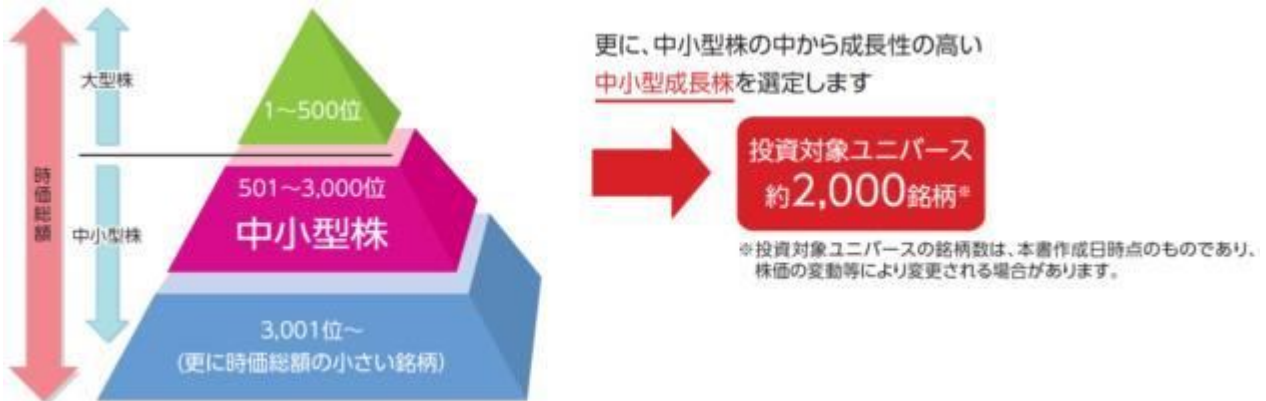 時価総額
大型株
中小型株
1～500位
501～3,000位
中小型株
3,001位～
(更に時価総額の小さい銘柄)
更に、中小型株の中から成長性の高い
中小型成長株を選定します
投資対象ユニバース
約2,000銘柄※
※投資対象ユニバースの銘柄数は、本書作成日時点のものであり、
株価の変動等により変更される場合があります。